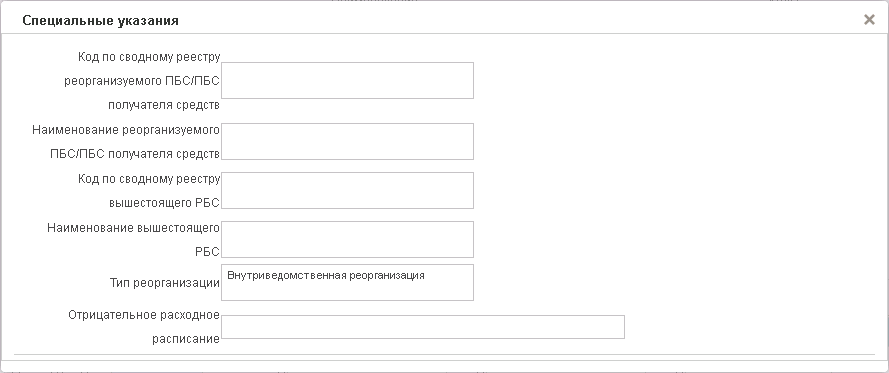 Специальные указания
Код по сводному реестру
реорганизуемого ПБС/ПБС
получателя средств
Наименование реорганизуемого
ПБС/ПБС получателя средств
Код по сводному реестру
вышестоящего РБС
Наименование вышестоящего
РБС
Тип реорганизации
Внутриведомственная реорганизация
Отрицательное расходное
расписание